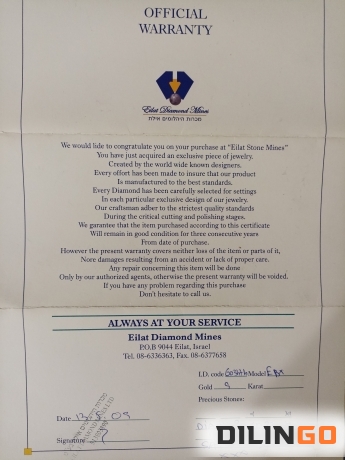 OFFICIAL
WARRANTY
Eilat Diamond Mines
מכרות היהלומים אילת
We would lide to congratulate you on your purchase at "Eilat Stone Mines"
You have just acquired an exclusive piece of jewelry.
Created by the world wide known designers.
Every effort has been made to insure that our product
Is manufactured to the best standards.
Every Diamond has been carefully selected for settings
In each particular exclusive design of our jewelry.
Our craftsman adber to the strictest quality standards
During the critical cutting and polishing stages.
We garantee that the item purchased according to this certificate
Will remain in good condition for three consecutive years
From date of purchase.
However the present warranty covers neither loss of the item or parts of it,
Nore damages resulting from an accident or lack of proper care.
Any repair concerning this item will be done
Only by our authorized agents, otherwise the present warranty will be voided.
If you have any problem regarding this purchase
Don't hesitate to call us.
ALWAYS AT YOUR SERVICE
Eilat Diamond Mines
P.O.B 9044 Eilat, Israel
Tel. 08-6336363, Fax. 08-6377658
I.D. code Model
Gold 9 Karat
Precious Stones:
Date
Signature
DILINGO